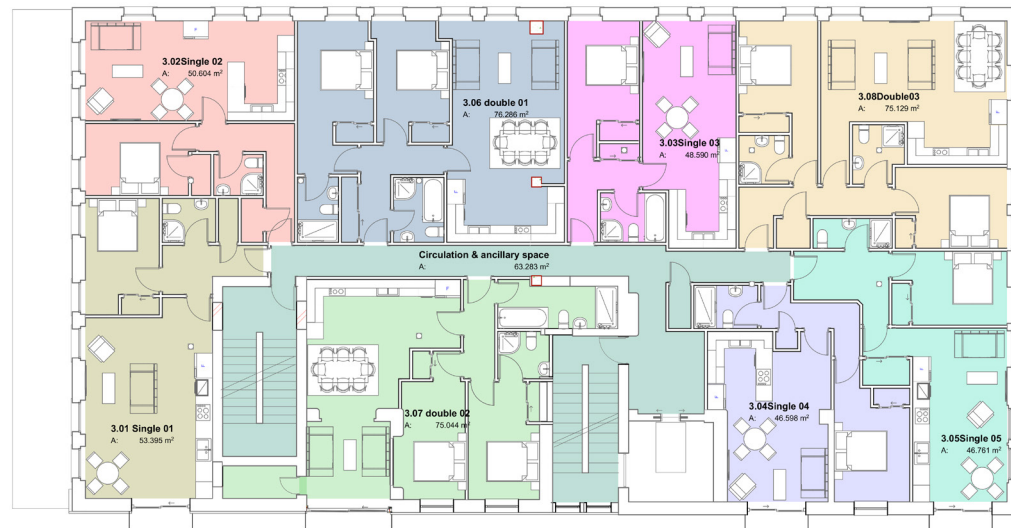 3.02Single 02
A: 50.604 m²
3.06 double 01
A: 76.286 m²
3.03Single 03
A: 48.590 m²
3.08Double03
A: 75.129 m²
Circulation & ancillary space
A: 63.283 m²
3.01 Single 01
A: 53.395 m²
3.07 double 02
A: 75.044 m²
3.04Single 04
A: 46.598 m²
3.05Single 05
A: 46.761 m²
F
F
F
F
F
F